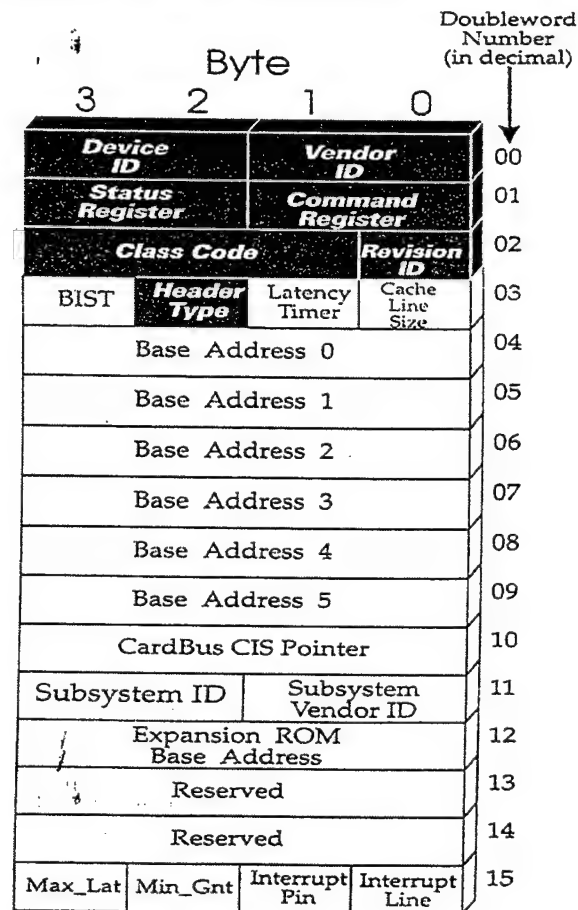 Doubleword
Number
(in decimal)
Byte
3 2 1 0
Device
ID
Vendor
ID
00
Status
Register
Command
Register
01
Class Code
Revision
ID
02
BIST
Header
Type
Latency
Timer
Cache
Line
Size
03
Base Address 0
04
Base Address 1
05
Base Address 2
06
Base Address 3
07
Base Address 4
08
Base Address 5
09
CardBus CIS Pointer
10
Subsystem ID
Subsystem
Vendor ID
11
Expansion ROM
Base Address
12
Reserved
13
Reserved
14
Max_Lat
Min_Gnt
Interrupt
Pin
Interrupt
Line
15